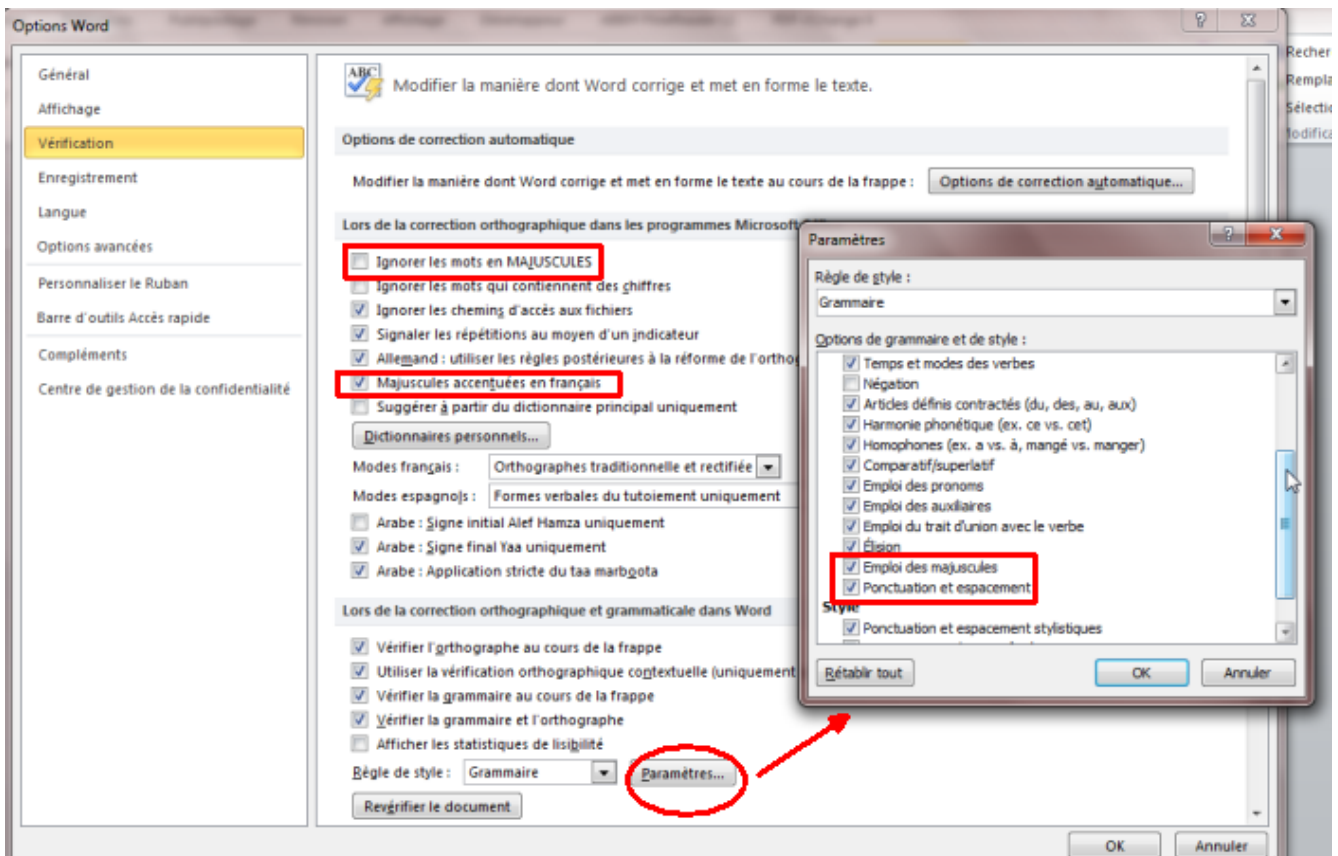 Options Word
Général
Affichage
Vérification
Enregistrement
Langue
Options avancées
Personnaliser le Ruban
Barre d'outils Accès rapide
Compléments
Centre de gestion de la confidentialité
ABC
Modifier la manière dont Word corrige et met en forme le texte.
Options de correction automatique
Modifier la manière dont Word corrige et met en forme le texte au cours de la frappe :
Options de correction automatique...
Lors de la correction orthographique dans les programmes Microsoft
Ignorer les mots en MAJUSCULES
Ignorer les mots qui contiennent des chiffres
Ignorer les chemins d'accès aux fichiers
Signaler les répétitions au moyen d'un indicateur
Allemand : utiliser les règles postérieures à la réforme de l'orthog
Majuscules accentuées en français
Suggérer à partir du dictionnaire principal uniquement
Dictionnaires personnels...
Modes français : Orthographes traditionnelle et rectifiée
Modes espagnols : Formes verbales du tutoiement uniquement
Arabe : Signe initial Alef Hamza uniquement
Arabe : Signe final Yaa uniquement
Arabe : Application stricte du taa marboota
Lors de la correction orthographique et grammaticale dans Word
Vérifier l'orthographe au cours de la frappe
Utiliser la vérification orthographique contextuelle (uniquement
Vérifier la grammaire au cours de la frappe
Vérifier la grammaire et l'orthographe
Afficher les statistiques de lisibilité
Règle de style : Grammaire Paramètres...
Revérifier le document
OK Annuler
Paramètres
Règle de style :
Grammaire
Options de grammaire et de style :
Temps et modes des verbes
Négation
Articles définis contractés (du, des, au, aux)
Harmonie phonétique (ex. ce vs. cet)
Homophones (ex. a vs. à, mangé vs. manger)
Comparatif/superlatif
Emploi des pronoms
Emploi des auxiliaires
Emploi du trait d'union avec le verbe
Élision
Emploi des majuscules
Ponctuation et espacement
Style
Ponctuation et espacement stylistiques
Rétablir tout OK Annuler
Recher
Rempla
Sélectio
lodifica